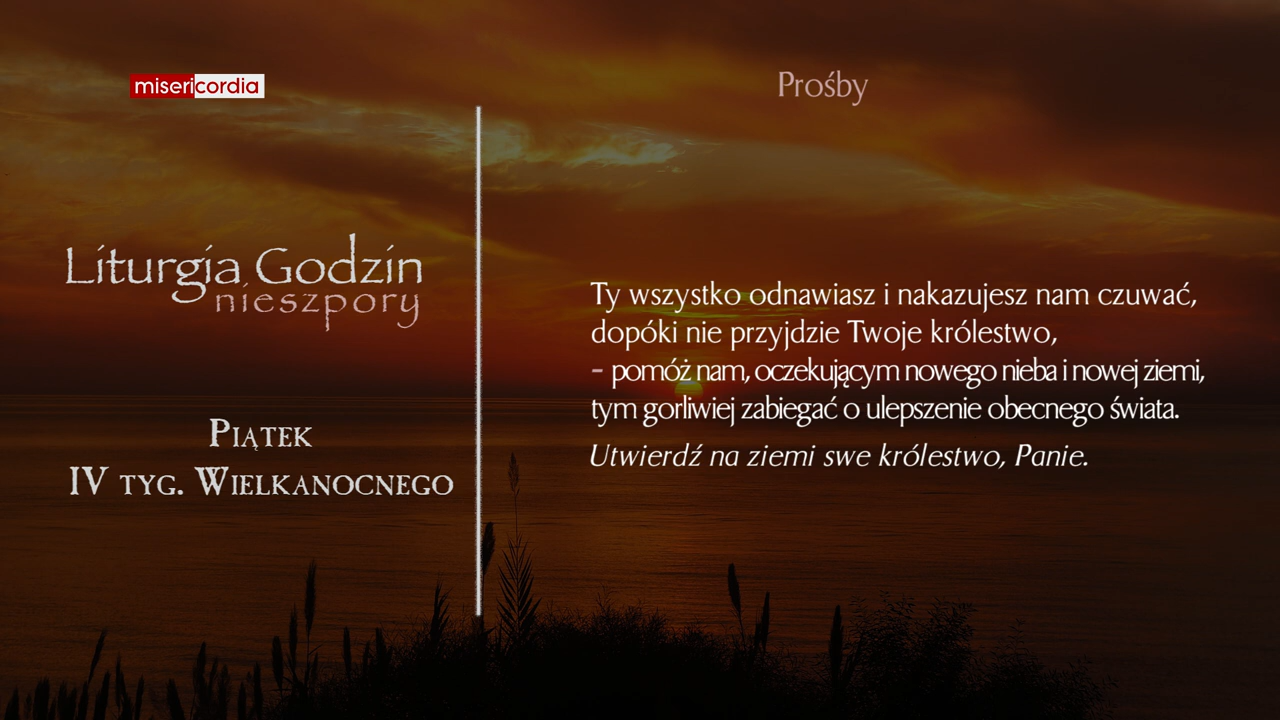 misericordia
Prośby
Liturgia Godzin
nieszpory
Piątek
IV tyg. Wielkanocnego
Ty wszystko odnawiasz i nakazujesz nam czuwać,
dopóki nie przyjdzie Twoje królestwo,
- pomóż nam, oczekującym nowego nieba i nowej ziemi,
tym gorliwiej zabiegać o ulepszenie obecnego świata.
Utwierdź na ziemi swe królestwo, Panie.